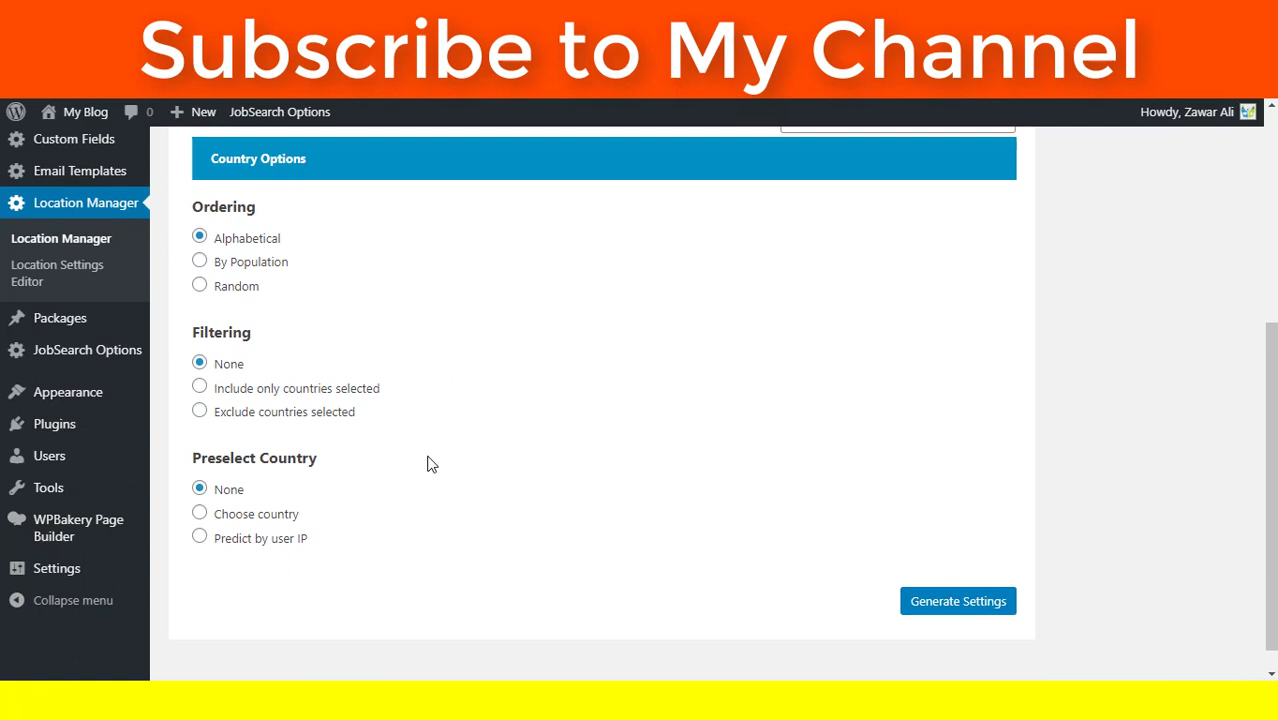 Subscribe to My Channel
My Blog 0 New JobSearch Options Howdy, Zawar Ali
Custom Fields
Email Templates
Location Manager
Location Manager
Location Settings
Editor
Packages
JobSearch Options
Appearance
Plugins
Users
Tools
WPBakery Page
Builder
Settings
Collapse menu
Country Options
Ordering
Alphabetical
By Population
Random
Filtering
None
Include only countries selected
Exclude countries selected
Preselect Country
None
Choose country
Predict by user IP
Generate Settings